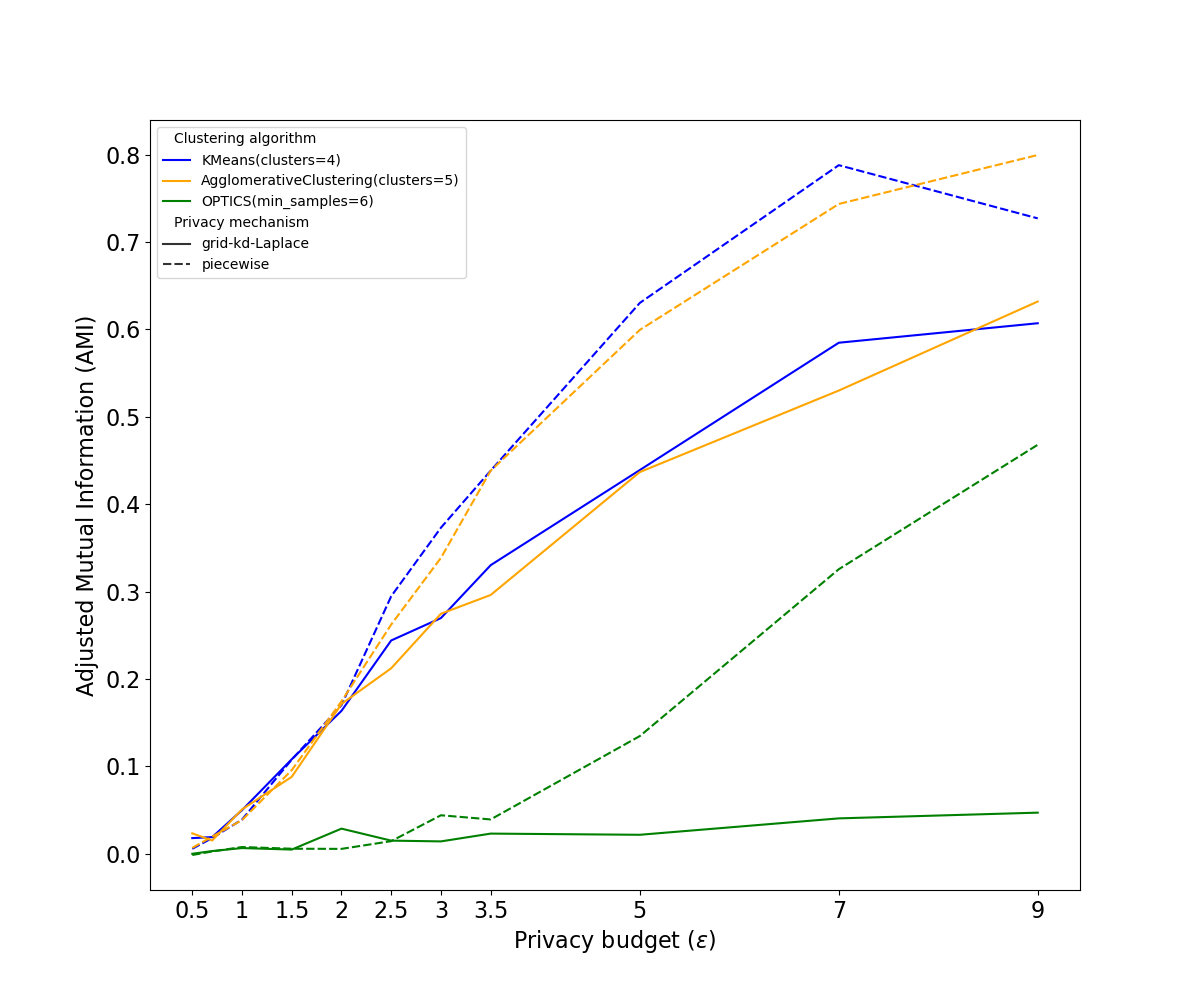 Clustering algorithm
KMeans(clusters=4)
AgglomerativeClustering(clusters=5)
OPTICS(min_samples=6)
Privacy mechanism
grid-kd-Laplace
piecewise
Adjusted Mutual Information (AMI)
0.8
0.7
0.6
0.5
0.4
0.3
0.2
0.1
0.0
0.5 1 1.5 2 2.5 3 3.5 5 7 9
Privacy budget (ε)